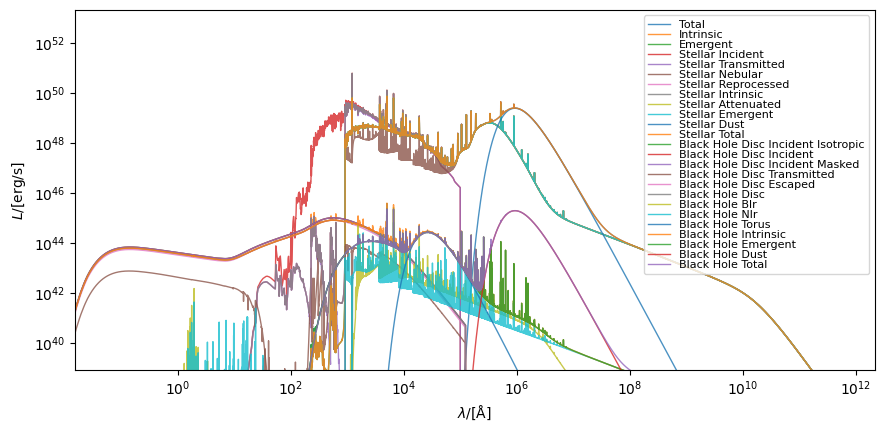 Total
Intrinsic
Emergent
Stellar Incident
Stellar Transmitted
Stellar Nebular
Stellar Reprocessed
Stellar Intrinsic
Stellar Attenuated
Stellar Emergent
Stellar Dust
Stellar Total
Black Hole Disc Incident Isotropic
Black Hole Disc Incident
Black Hole Disc Incident Masked
Black Hole Disc Transmitted
Black Hole Disc Escaped
Black Hole Disc
Black Hole Blr
Black Hole Nlr
Black Hole Torus
Black Hole Intrinsic
Black Hole Emergent
Black Hole Dust
Black Hole Total
10^52
10^50
10^48
10^46
10^44
10^42
10^40
L/[erg/s]
10^0 10^2 10^4 10^6 10^8 10^10 10^12
λ/[Å]